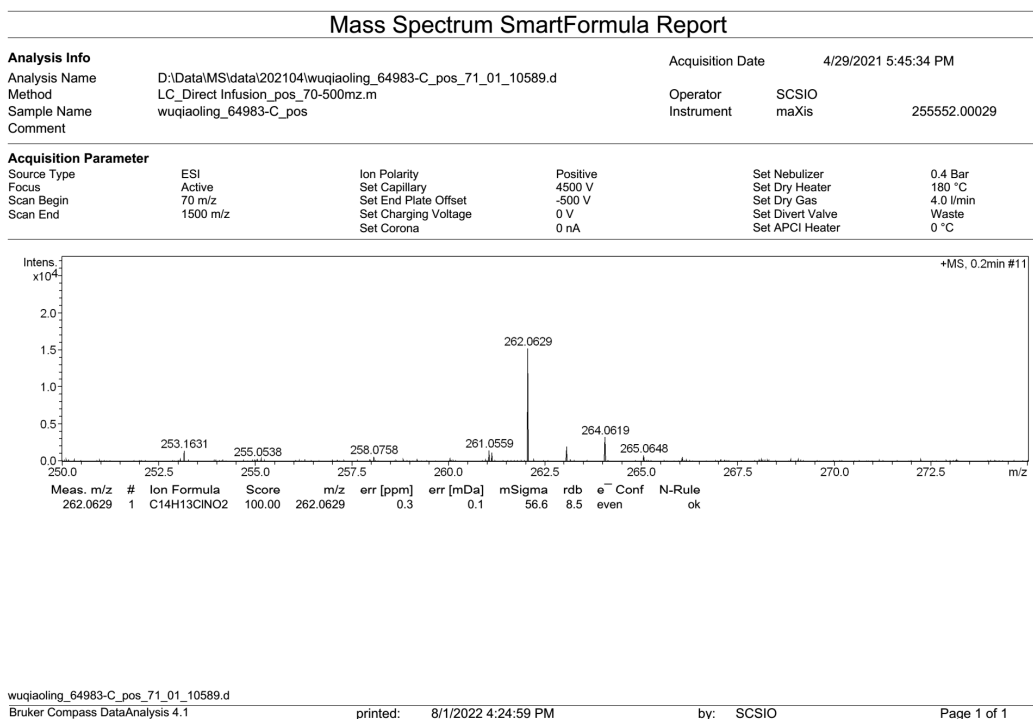 Mass Spectrum SmartFormula Report
Analysis Info
Acquisition Date 4/29/2021 5:45:34 PM
Analysis Name D:\Data\MS\data\202104\wuqiaoling_64983-C_pos_71_01_10589.d
Method LC_Direct Infusion_pos_70-500mz.m Operator SCSIO
Sample Name wuqiaoling_64983-C_pos Instrument maXis 255552.00029
Comment
Acquisition Parameter
Source Type ESI Ion Polarity Positive Set Nebulizer 0.4 Bar
Focus Active Set Capillary 4500 V Set Dry Heater 180 °C
Scan Begin 70 m/z Set End Plate Offset -500 V Set Dry Gas 4.0 l/min
Scan End 1500 m/z Set Charging Voltage 0 V Set Divert Valve Waste
Set Corona 0 nA Set APCI Heater 0 °C
Intens. +MS, 0.2min #11
x10⁴
2.0
262.0629
1.5
1.0
0.5
264.0619
261.0559
253.1631 258.0758 265.0648
255.0538
0.0
250.0 252.5 255.0 257.5 260.0 262.5 265.0 267.5 270.0 272.5 m/z
Meas. m/z # Ion Formula Score m/z err [ppm] err [mDa] mSigma rdb e¯ Conf N-Rule
262.0629 1 C14H13ClNO2 100.00 262.0629 0.3 0.1 56.6 8.5 even ok
wuqiaoling_64983-C_pos_71_01_10589.d
Bruker Compass DataAnalysis 4.1 printed: 8/1/2022 4:24:59 PM by: SCSIO Page 1 of 1